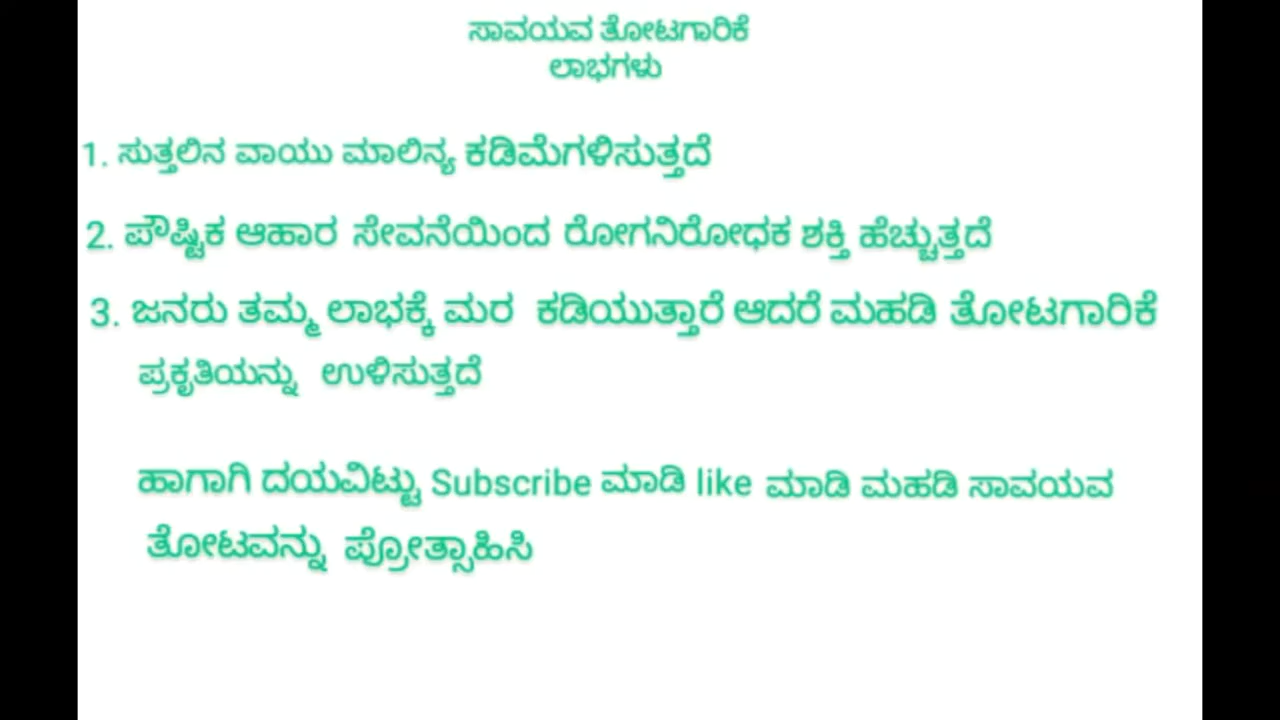 ಸಾವಯವ ತೋಟಗಾರಿಕೆ
ಲಾಭಗಳು
1. ಸುತ್ತಲಿನ ವಾಯು ಮಾಲಿನ್ಯ ಕಡಿಮೆಗಳಿಸುತ್ತದೆ
2. ಪೌಷ್ಟಿಕ ಆಹಾರ ಸೇವನೆಯಿಂದ ರೋಗನಿರೋಧಕ ಶಕ್ತಿ ಹೆಚ್ಚುತ್ತದೆ
3. ಜನರು ತಮ್ಮ ಲಾಭಕ್ಕೆ ಮರ ಕಡಿಯುತ್ತಾರೆ ಆದರೆ ಮಹಡಿ ತೋಟಗಾರಿಕೆ
ಪ್ರಕೃತಿಯನ್ನು ಉಳಿಸುತ್ತದೆ
ಹಾಗಾಗಿ ದಯವಿಟ್ಟು Subscribe ಮಾಡಿ like ಮಾಡಿ ಮಹಡಿ ಸಾವಯವ
ತೋಟವನ್ನು ಪ್ರೋತ್ಸಾಹಿಸಿ